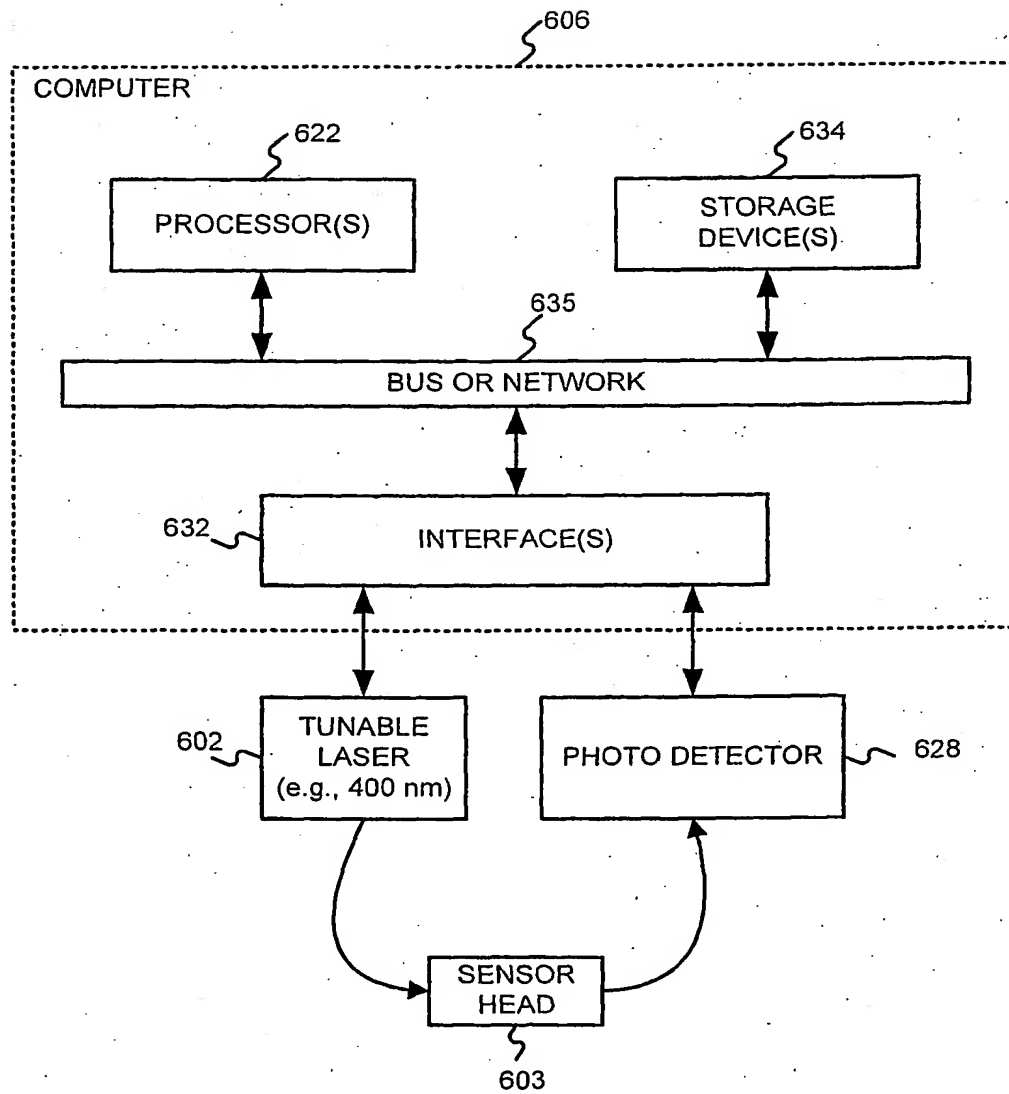 606
COMPUTER
622
634
PROCESSOR(S)
STORAGE
DEVICE(S)
635
BUS OR NETWORK
632
INTERFACE(S)
602
TUNABLE
LASER
(e.g., 400 nm)
PHOTO DETECTOR
628
SENSOR
HEAD
603